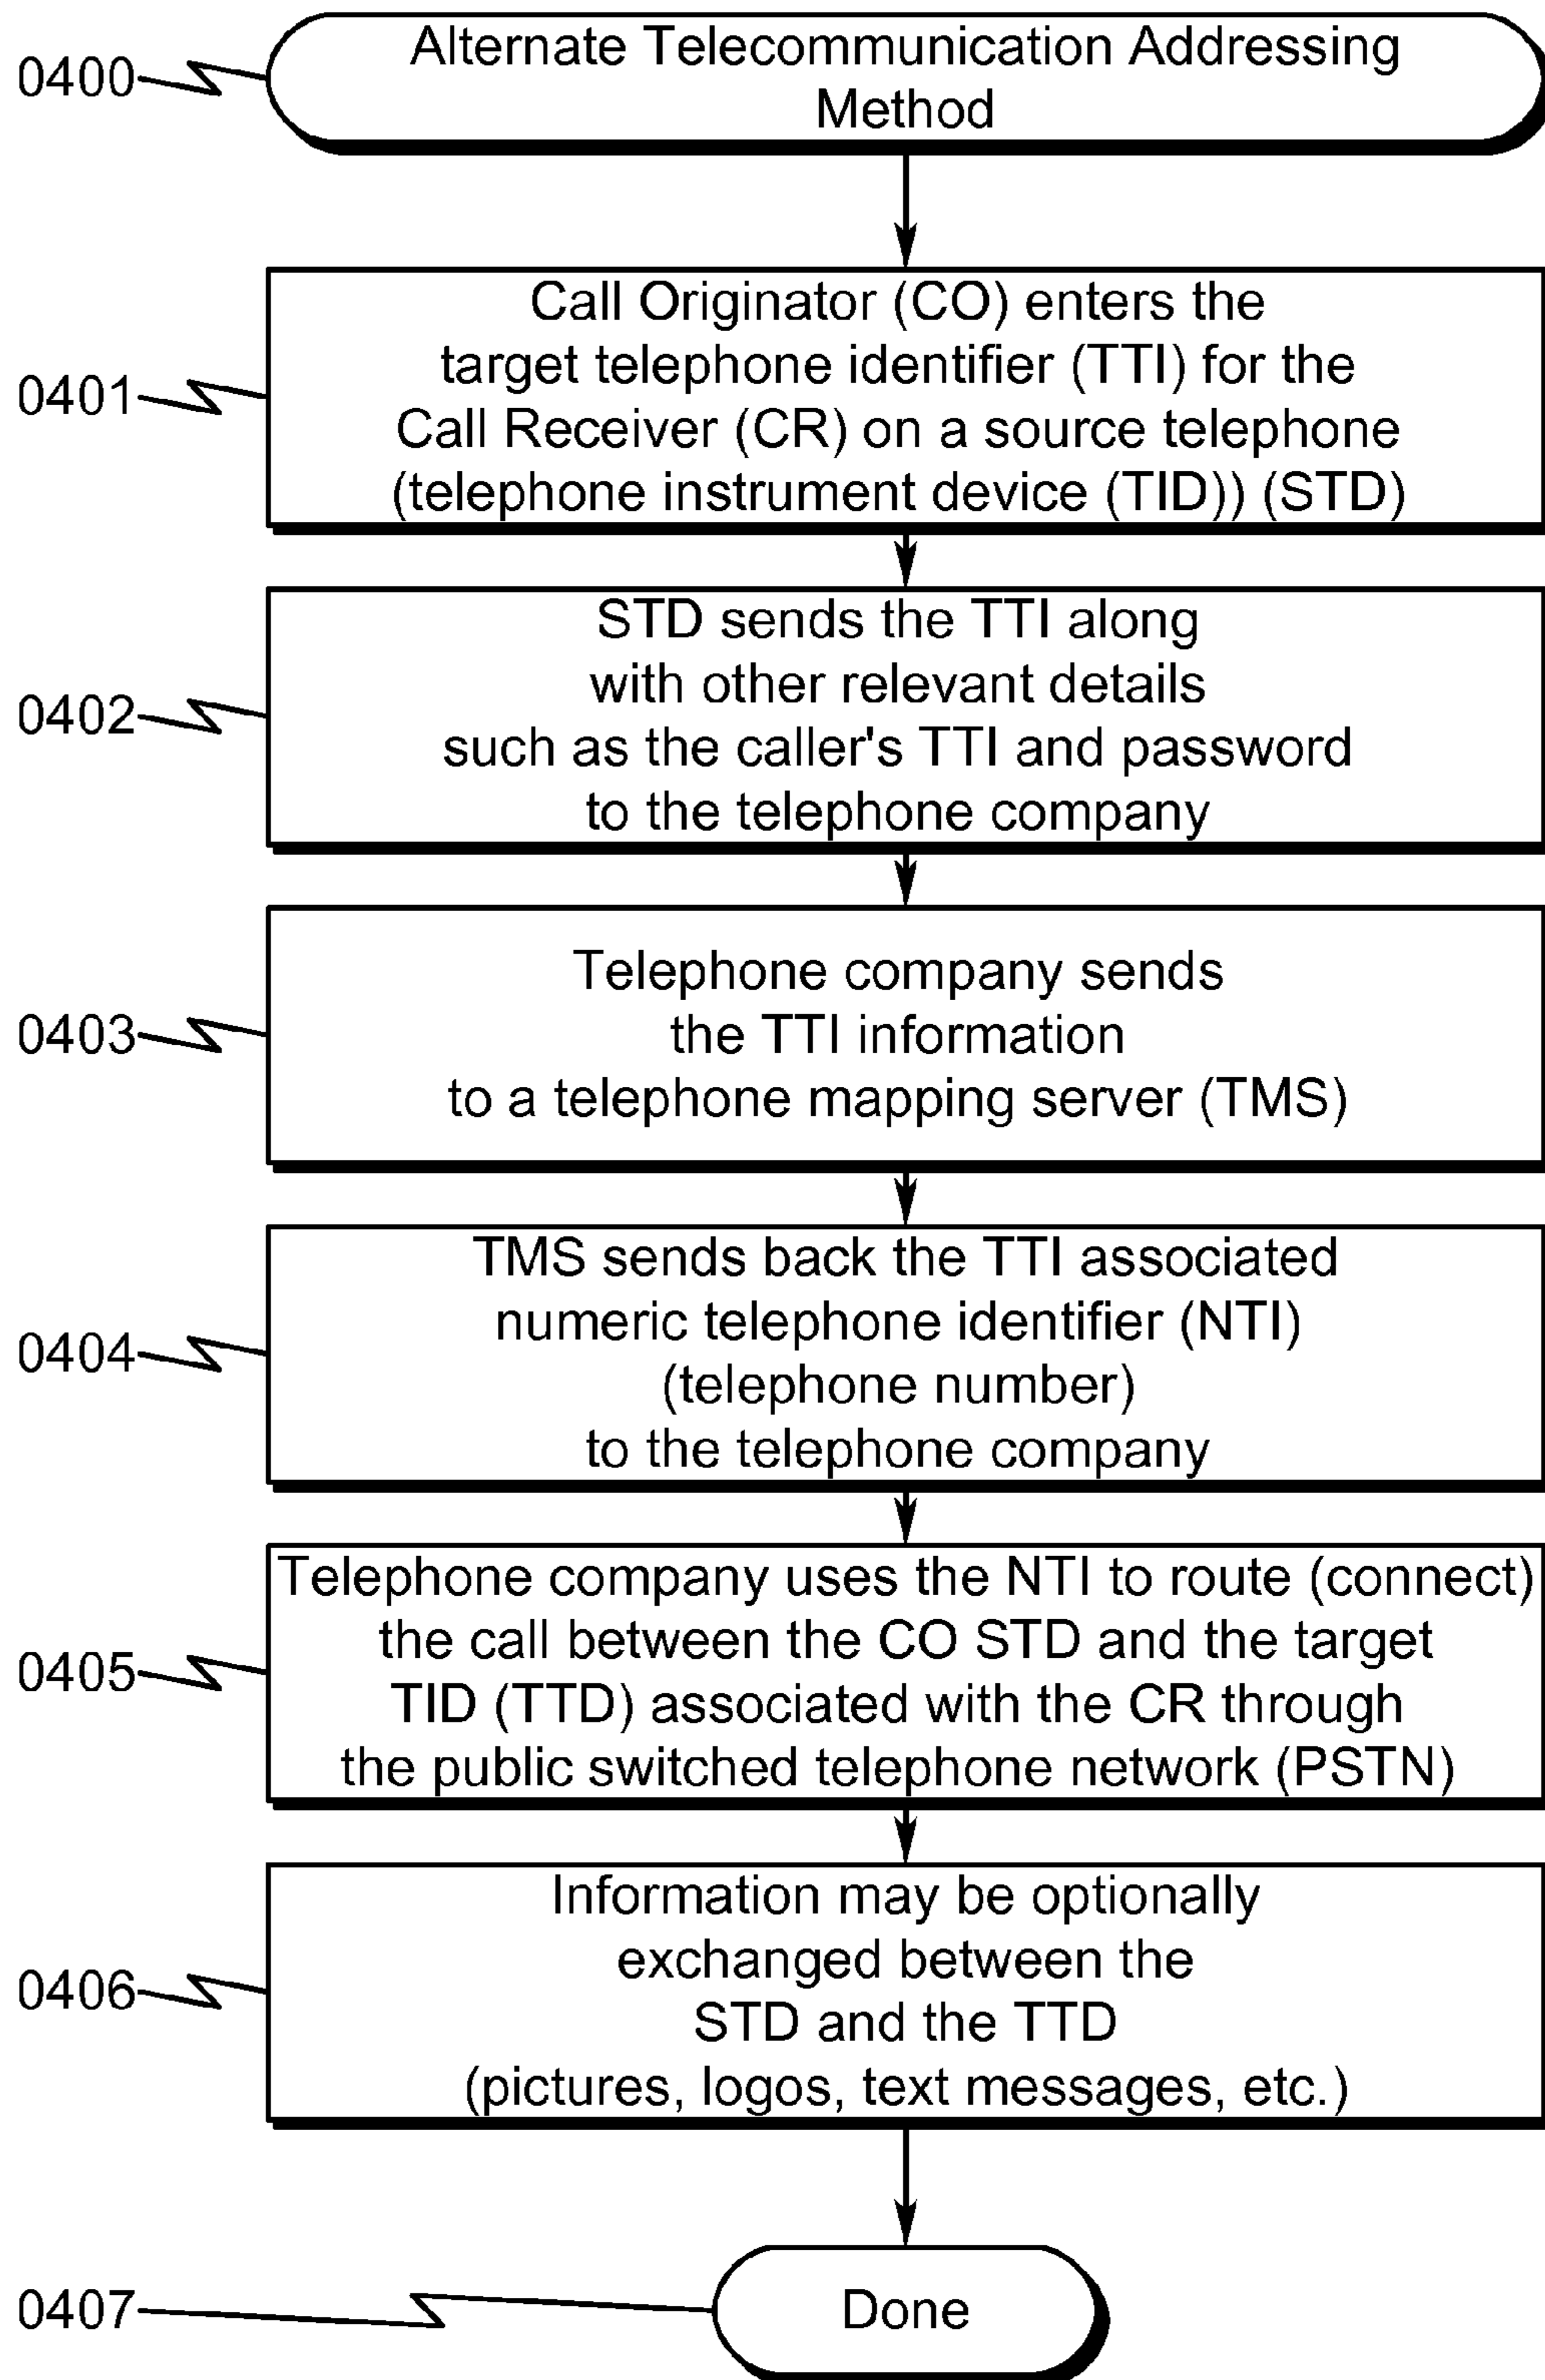 0400
Alternate Telecommunication Addressing
Method
0401
Call Originator (CO) enters the
target telephone identifier (TTI) for the
Call Receiver (CR) on a source telephone
(telephone instrument device (TID)) (STD)
0402
STD sends the TTI along
with other relevant details
such as the caller's TTI and password
to the telephone company
0403
Telephone company sends
the TTI information
to a telephone mapping server (TMS)
0404
TMS sends back the TTI associated
numeric telephone identifier (NTI)
(telephone number)
to the telephone company
0405
Telephone company uses the NTI to route (connect)
the call between the CO STD and the target
TID (TTD) associated with the CR through
the public switched telephone network (PSTN)
0406
Information may be optionally
exchanged between the
STD and the TTD
(pictures, logos, text messages, etc.)
0407
Done